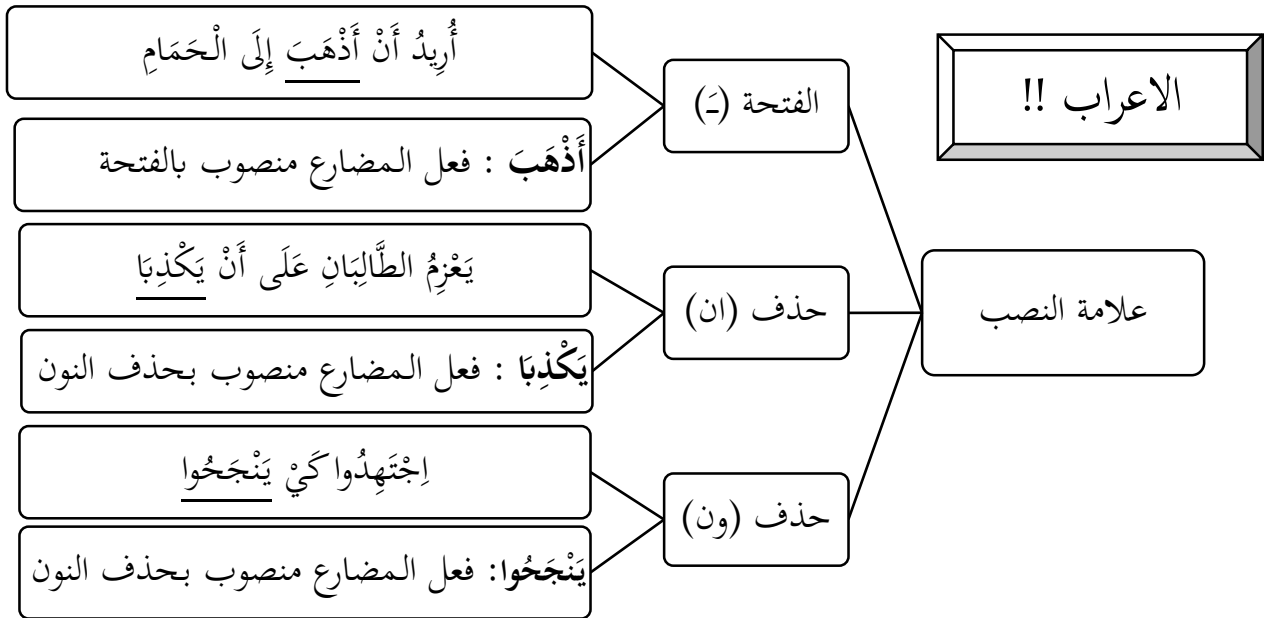 الاعراب !!
علامة النصب
الفتحة (ـَ)
أُرِيدُ أَنْ أَذْهَبَ إِلَى الْحَمَامِ
أَذْهَبَ : فعل المضارع منصوب بالفتحة
حذف (ان)
يَعْزِمُ الطَّالِبَانِ عَلَى أَنْ يَكْذِبَا
يَكْذِبَا : فعل المضارع منصوب بحذف النون
حذف (ون)
اِجْتَهِدُوا كَيْ يَنْجَحُوا
يَنْجَحُوا: فعل المضارع منصوب بحذف النون